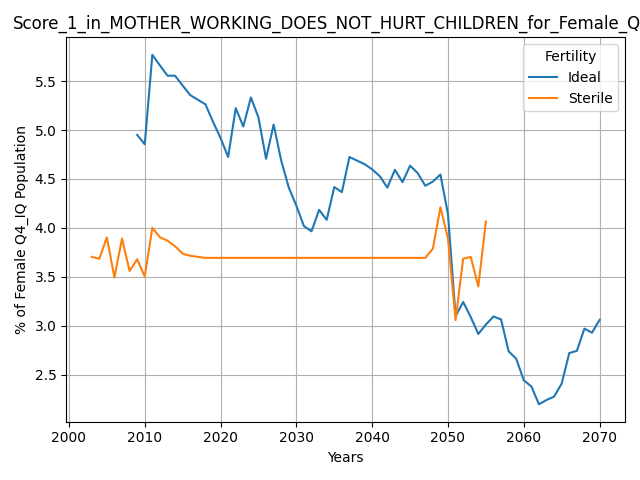 Score_1_in_MOTHER_WORKING_DOES_NOT_HURT_CHILDREN_for_Female_Q
Fertility
Ideal
Sterile
% of Female Q4_IQ Population
5.5
5.0
4.5
4.0
3.5
3.0
2.5
2000 2010 2020 2030 2040 2050 2060 2070
Years